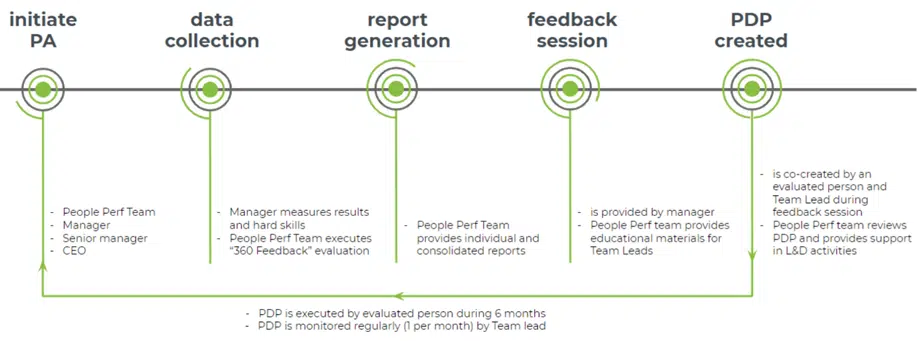 initiate
PA
data
collection
report
generation
feedback
session
PDP
created
- People Perf Team
- Manager
- Senior manager
- CEO
- Manager measures results
and hard skills
- People Perf Team executes
“360 Feedback” evaluation
- People Perf Team
provides individual and
consolidated reports
- is provided by manager
- People Perf team provides
educational materials for
Team Leads
- is co-created by an
evaluated person and
Team Lead during
feedback session
- People Perf team reviews
PDP and provides support
in L&D activities
- PDP is executed by evaluated person during 6 months
- PDP is monitored regularly (1 per month) by Team lead